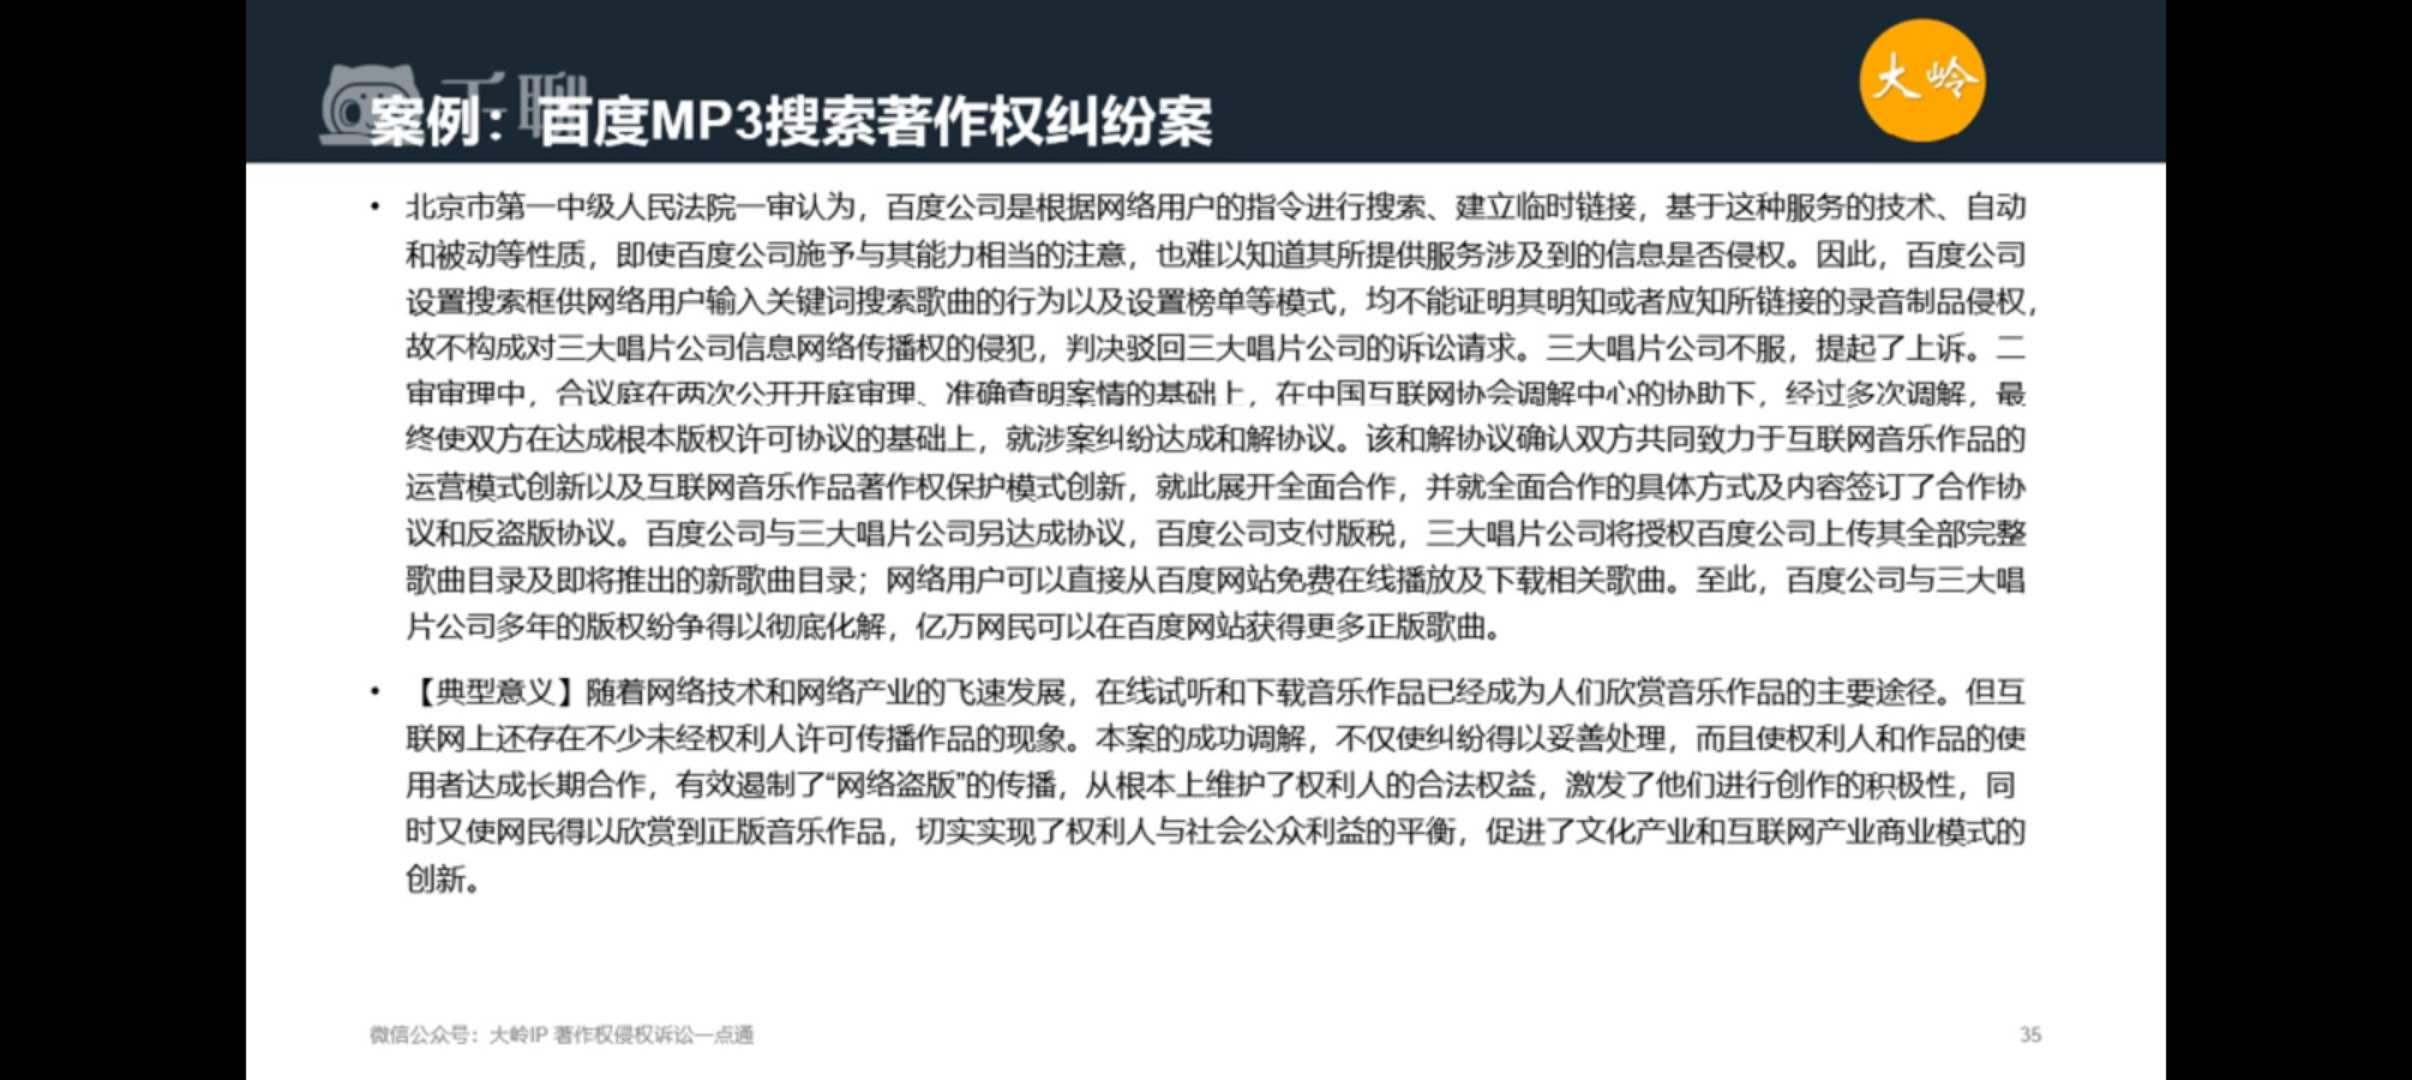 千聊
大岭
案例：百度MP3搜索著作权纠纷案
• 北京市第一中级人民法院一审认为，百度公司是根据网络用户的指令进行搜索、建立临时链接，基于这种服务的技术、自动
和被动等性质，即使百度公司施予与其能力相当的注意，也难以知道其所提供服务涉及到的信息是否侵权。因此，百度公司
设置搜索框供网络用户输入关键词搜索歌曲的行为以及设置榜单等模式，均不能证明其明知或者应知所链接的录音制品侵权，
故不构成对三大唱片公司信息网络传播权的侵犯，判决驳回三大唱片公司的诉讼请求。三大唱片公司不服，提起了上诉。二
审审理中，合议庭在两次公开开庭审理、准确查明案情的基础上，在中国互联网协会调解中心的协助下，经过多次调解，最
终使双方在达成根本版权许可协议的基础上，就涉案纠纷达成和解协议。该和解协议确认双方共同致力于互联网音乐作品的
运营模式创新以及互联网音乐作品著作权保护模式创新，就此展开全面合作，并就全面合作的具体方式及内容签订了合作协
议和反盗版协议。百度公司与三大唱片公司另达成协议，百度公司支付版税，三大唱片公司将授权百度公司上传其全部完整
歌曲目录及即将推出的新歌曲目录；网络用户可以直接从百度网站免费在线播放及下载相关歌曲。至此，百度公司与三大唱
片公司多年的版权纷争得以彻底化解，亿万网民可以在百度网站获得更多正版歌曲。
• 【典型意义】随着网络技术和网络产业的飞速发展，在线试听和下载音乐作品已经成为人们欣赏音乐作品的主要途径。但互
联网上还存在不少未经权利人许可传播作品的现象。本案的成功调解，不仅使纠纷得以妥善处理，而且使权利人和作品的使
用者达成长期合作，有效遏制了“网络盗版”的传播，从根本上维护了权利人的合法权益，激发了他们进行创作的积极性，同
时又使网民得以欣赏到正版音乐作品，切实实现了权利人与社会公众利益的平衡，促进了文化产业和互联网产业商业模式的
创新。
微信公众号：大岭IP 著作权侵权诉讼一点通
35